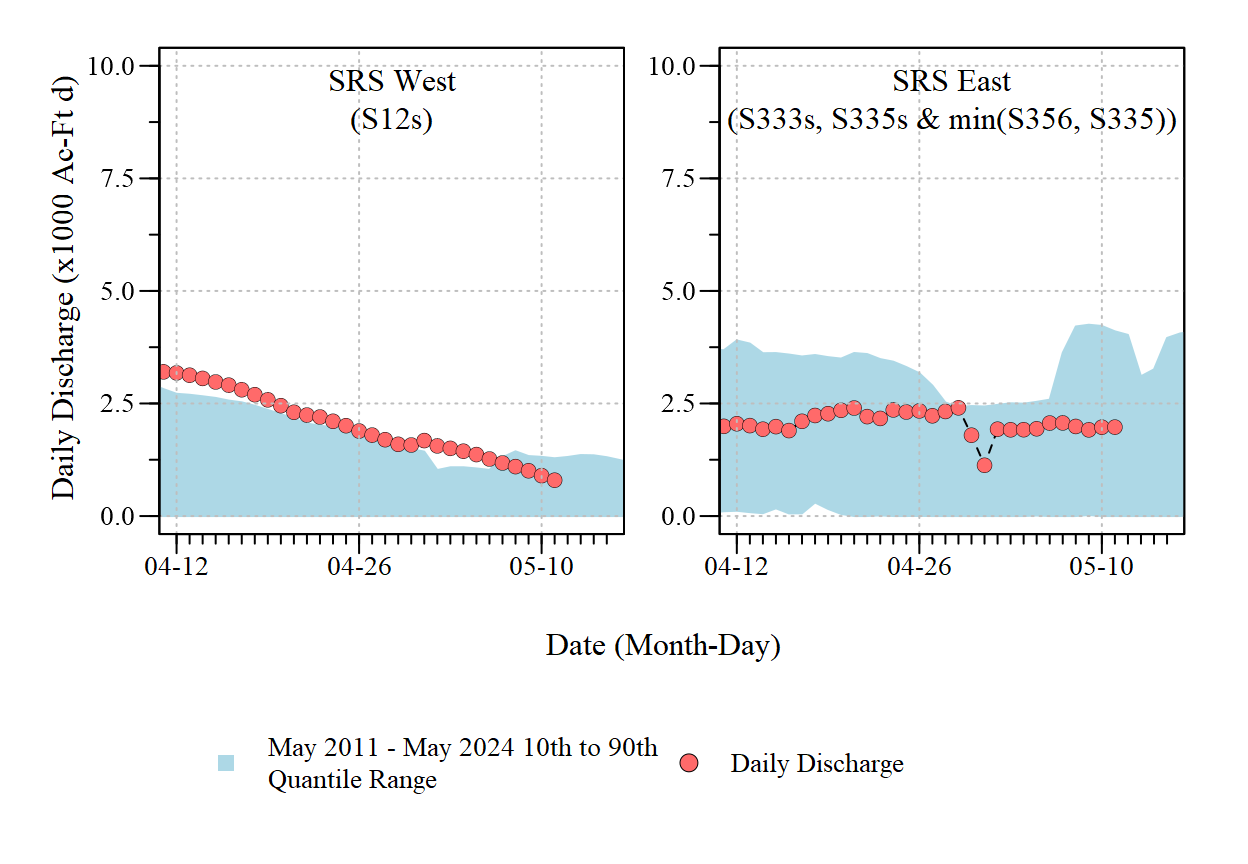 Daily Discharge (x1000 Ac-Ft d)
SRS West
(S12s)
10.0
7.5
5.0
2.5
0.0
04-12
04-26
05-10
SRS East
(S333s, S335s & min(S356, S335))
10.0
7.5
5.0
2.5
0.0
04-12
04-26
05-10
Date (Month-Day)
May 2011 - May 2024 10th to 90th
Quantile Range
Daily Discharge